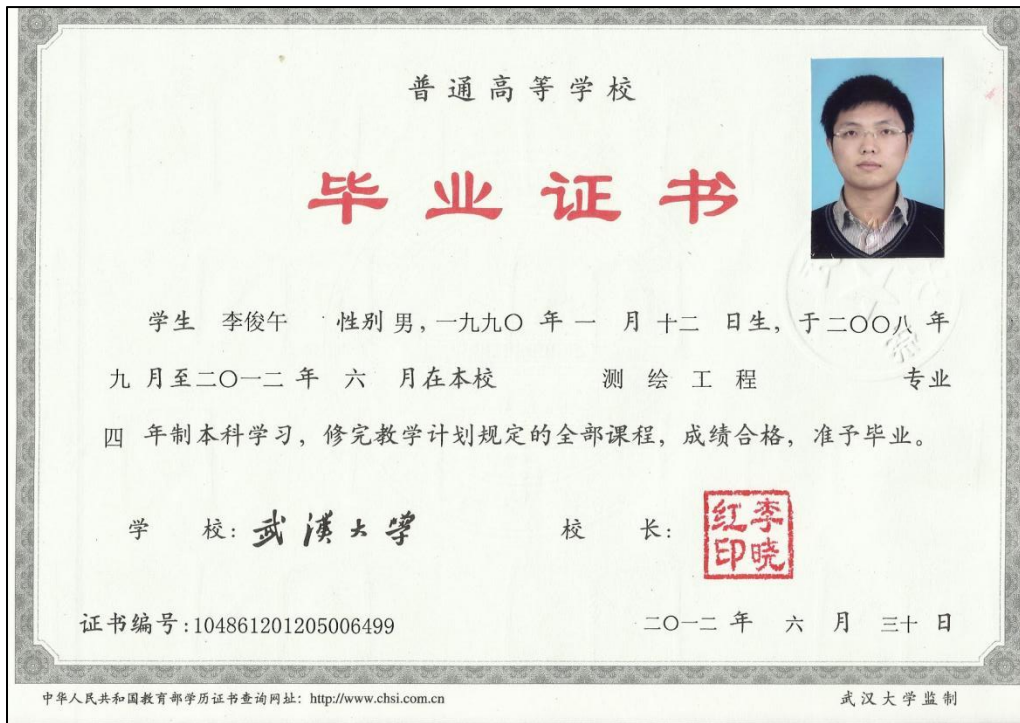 普通高等学校
毕业证书
学生 李俊午 性别 男，一九九〇 年 一 月 十二 日生，于 二〇〇八 年
九 月至 二〇一二 年 六 月在本校 测绘工程 专业
四 年制本科学习，修完教学计划规定的全部课程，成绩合格，准予毕业。
学 校：武漢大学 校 长：李晓红印
证书编号：104861201205006499 二〇一二 年 六 月 三十 日
中华人民共和国教育部学历证书查询网址：http://www.chsi.com.cn 武汉大学监制